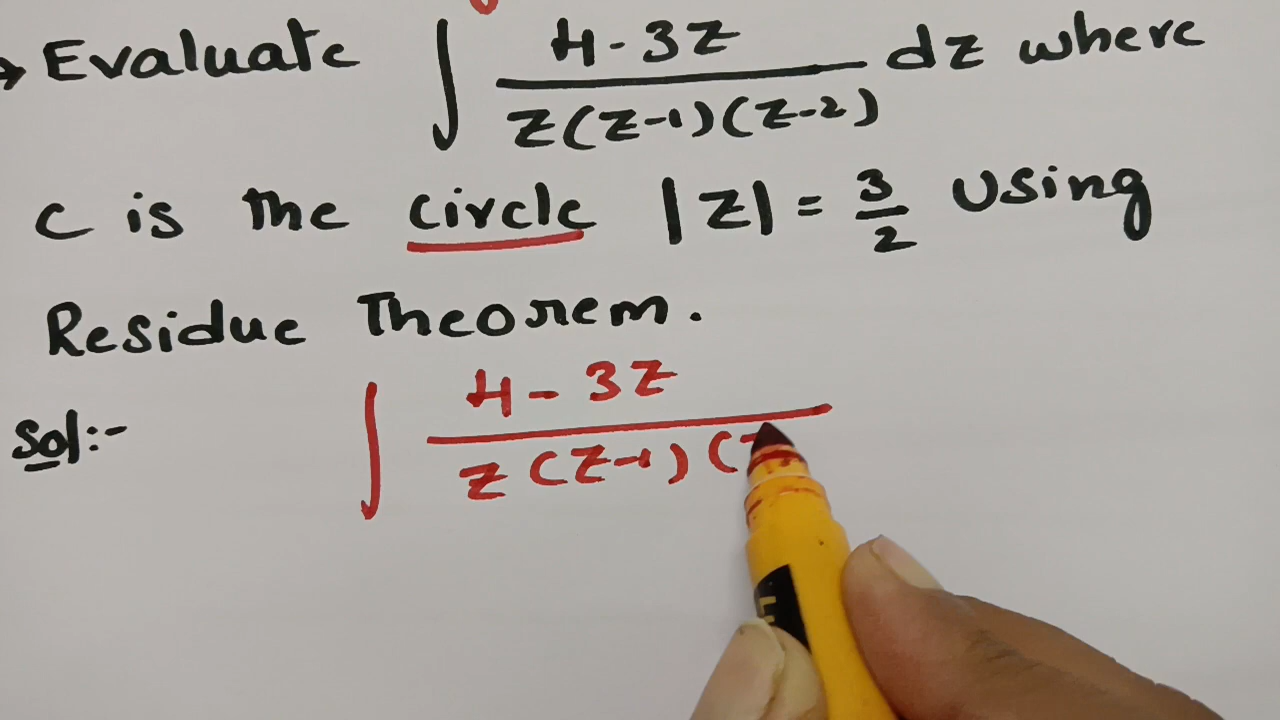 → Evaluate ∫ 4-3z / z(z-1)(z-2) dz where
C is the circle |z| = 3/2 using
Residue Theorem.
Sol:- ∫ 4-3z / z(z-1)(z